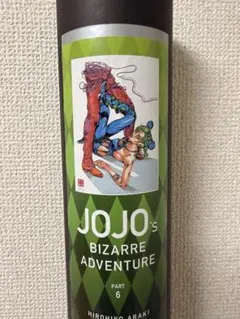 JOJO's
BIZARRE
ADVENTURE
PART
6
HIROHIKO ARAKI